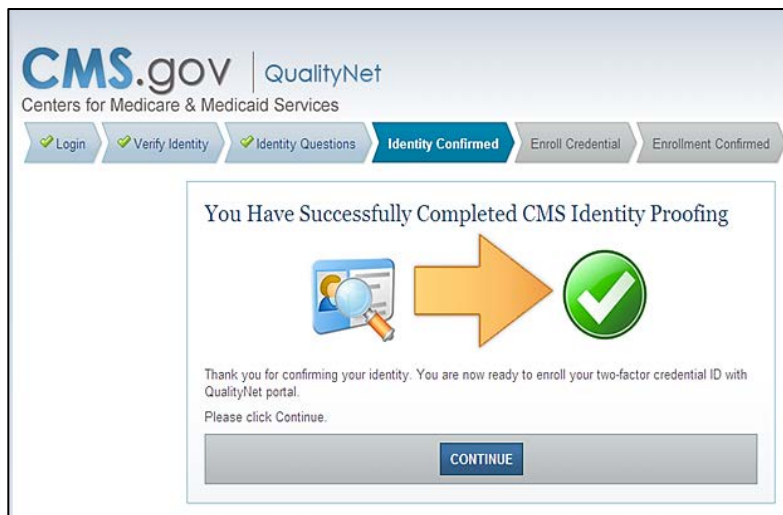 CMS.gov QualityNet
Centers for Medicare & Medicaid Services
Login Verify Identity Identity Questions Identity Confirmed Enroll Credential Enrollment Confirmed
You Have Successfully Completed CMS Identity Proofing
Thank you for confirming your identity. You are now ready to enroll your two-factor credential ID with
QualityNet portal.
Please click Continue.
CONTINUE